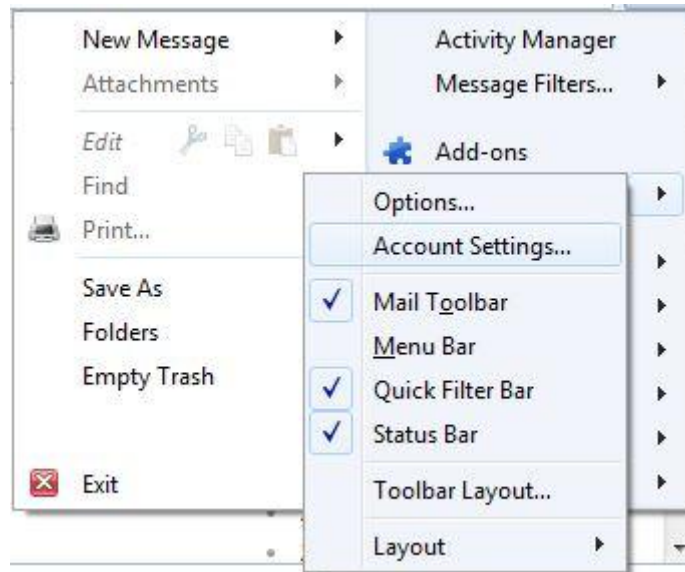 New Message
Attachments
Edit
Find
Print...
Save As
Folders
Empty Trash
Exit
Activity Manager
Message Filters...
Add-ons
Options...
Account Settings...
Mail Toolbar
Menu Bar
Quick Filter Bar
Status Bar
Toolbar Layout...
Layout